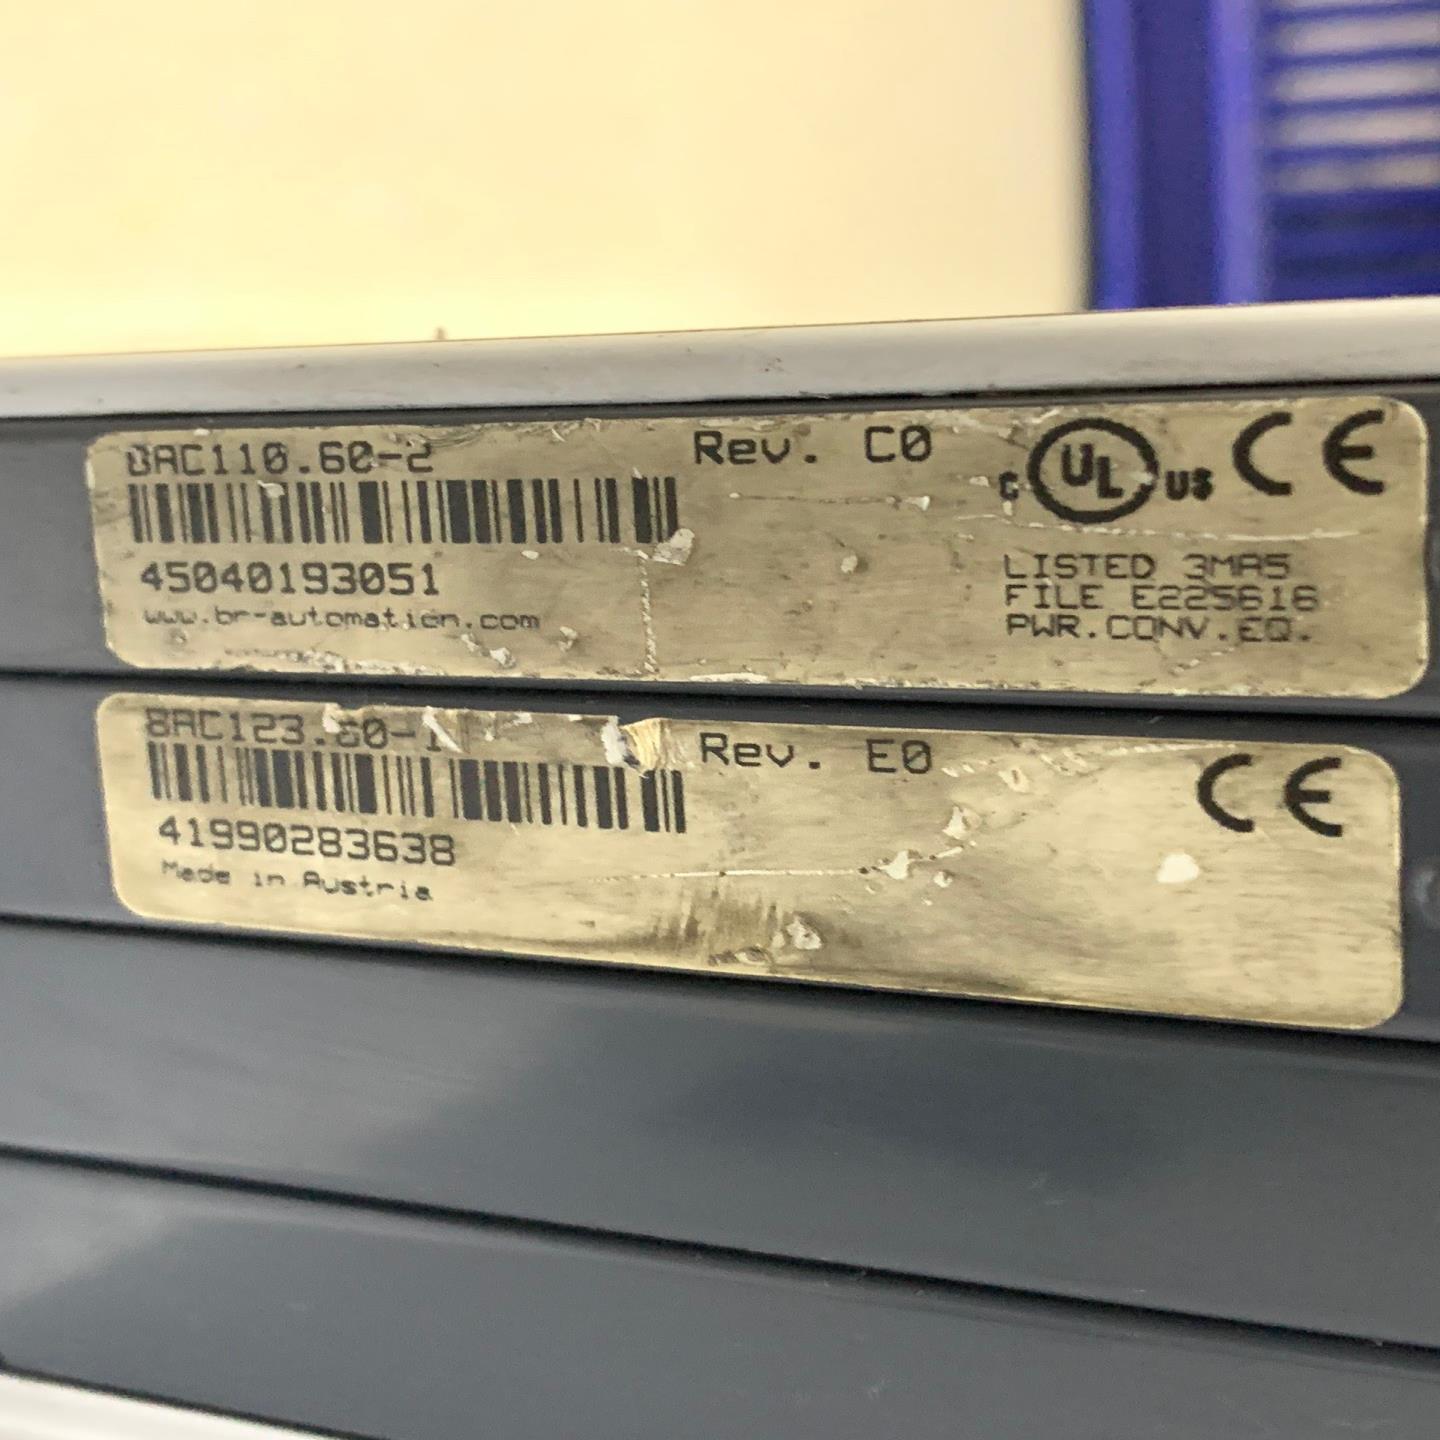 8AC110.60-2
Rev. C0
C UL US CE
45040193051
www.br-automation.com
LISTED 3MA5
FILE E225616
PWR.CONV.EQ.
8AC123.60-1
Rev. E0
CE
41990283638
Made in Austria